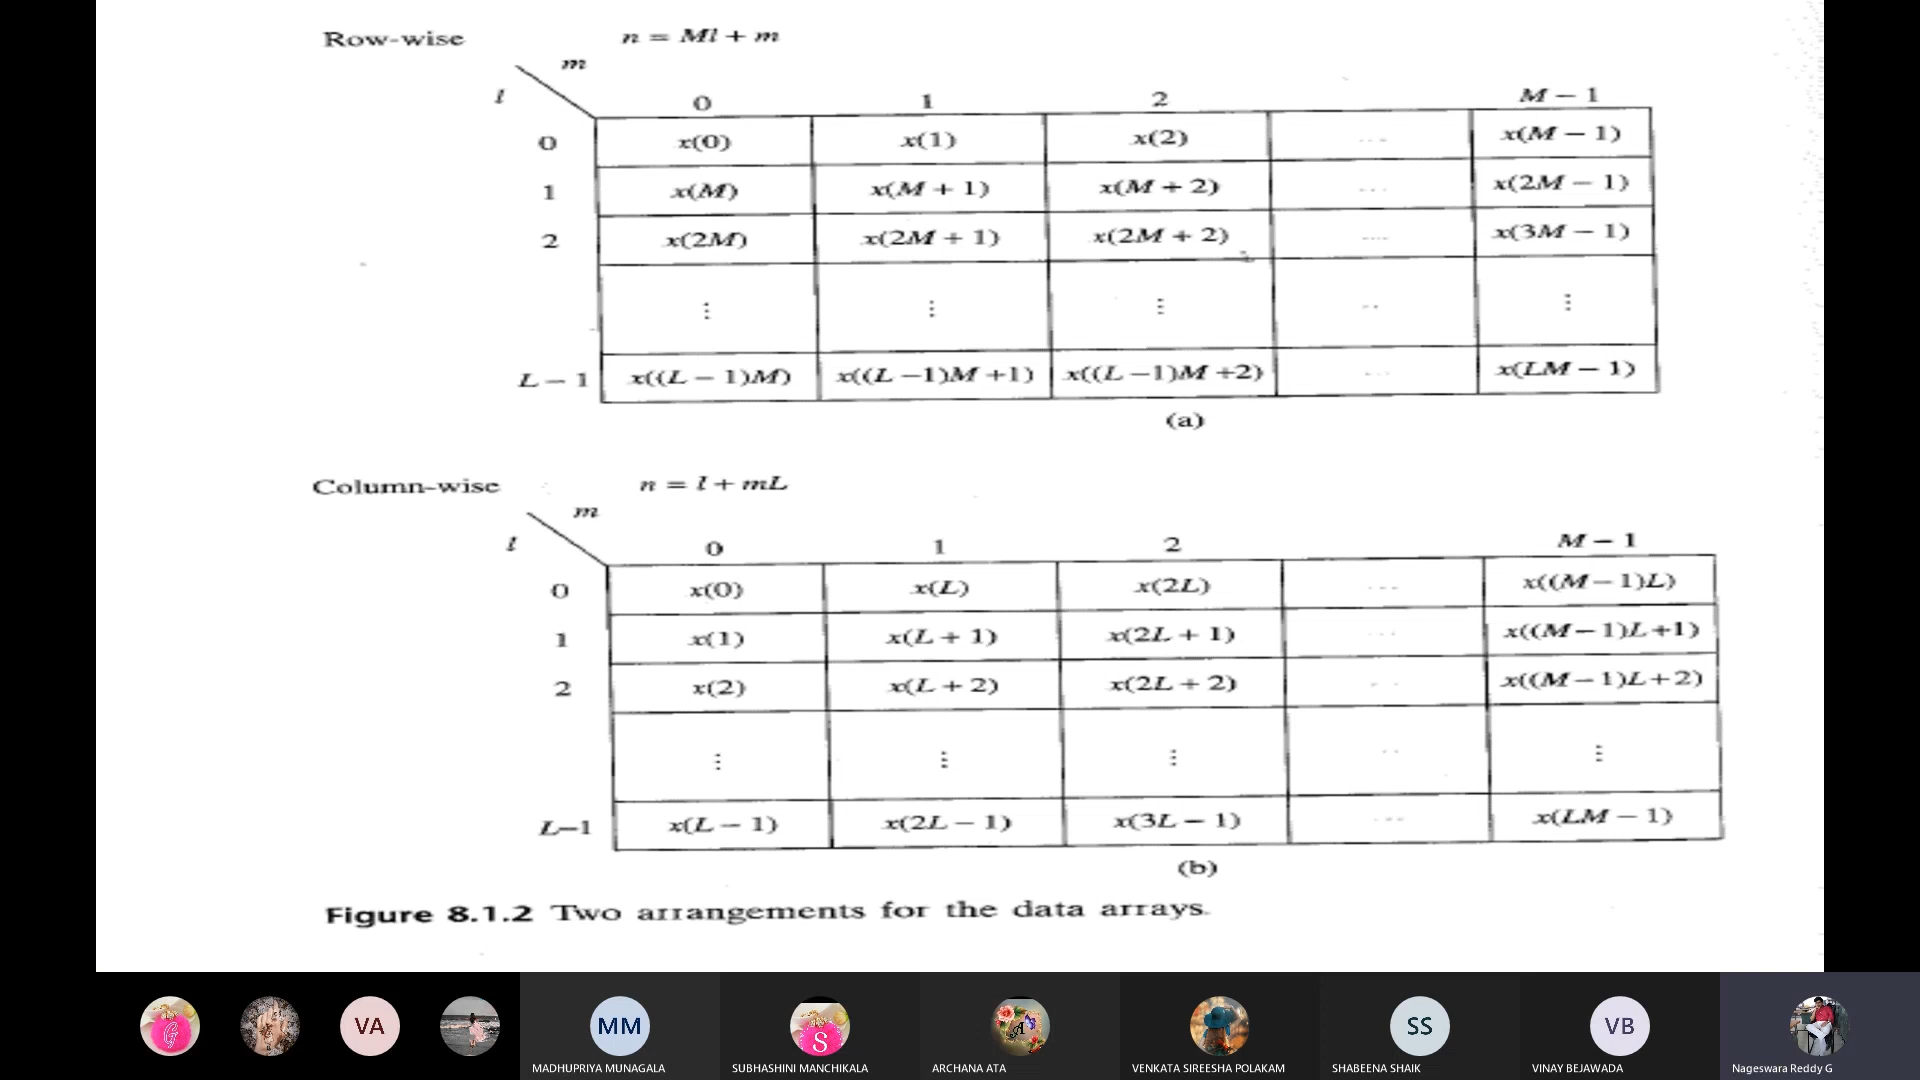 Row-wise n = Ml + m
m
l
0 1 2 M − 1
0 x(0) x(1) x(2) ... x(M − 1)
1 x(M) x(M + 1) x(M + 2) ... x(2M − 1)
2 x(2M) x(2M + 1) x(2M + 2) .... x(3M − 1)
⋮ ⋮ ⋮ .. ⋮
L − 1 x((L − 1)M) x((L −1)M +1) x((L −1)M +2) ... x(LM − 1)
(a)
Column-wise n = l + mL
m
l
0 1 2 M − 1
0 x(0) x(L) x(2L) ... x((M − 1)L)
1 x(1) x(L + 1) x(2L + 1) ... x((M − 1)L+1)
2 x(2) x(L + 2) x(2L + 2) .. x((M − 1)L+2)
⋮ ⋮ ⋮ .. ⋮
L−1 x(L − 1) x(2L − 1) x(3L − 1) ... x(LM − 1)
(b)
Figure 8.1.2 Two arrangements for the data arrays.
G VA MM S A SS VB
MADHUPRIYA MUNAGALA SUBHASHINI MANCHIKALA ARCHANA ATA VENKATA SIREESHA POLAKAM SHABEENA SHAIK VINAY BEJAWADA Nageswara Reddy G